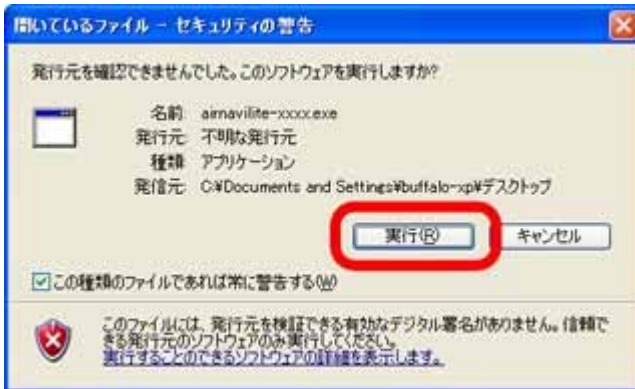 開いているファイル - セキュリティの警告
発行元を確認できませんでした。このソフトウェアを実行しますか?
名前: airnavilite-xxxx.exe
発行元: 不明な発行元
種類: アプリケーション
発信元: C:¥Documents and Settings¥buffalo-xp¥デスクトップ
実行(R) キャンセル
この種類のファイルであれば常に警告する(W)
このファイルには、発行元を検証できる有効なデジタル署名がありません。信頼で
きる発行元のソフトウェアのみ実行してください。
実行することのできるソフトウェアの詳細を表示します。